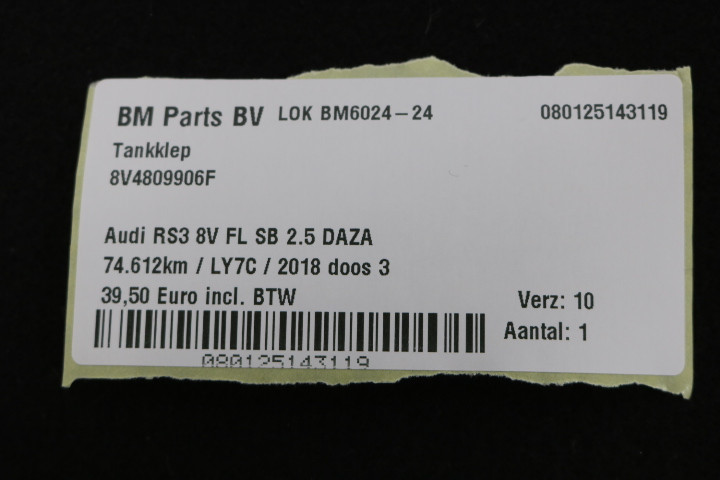 BM Parts BV LOK BM6024-24 080125143119
Tankklep
8V4809906F
Audi RS3 8V FL SB 2.5 DAZA
74.612km / LY7C / 2018 doos 3
39,50 Euro incl. BTW Verz: 10
Aantal: 1
080125143119